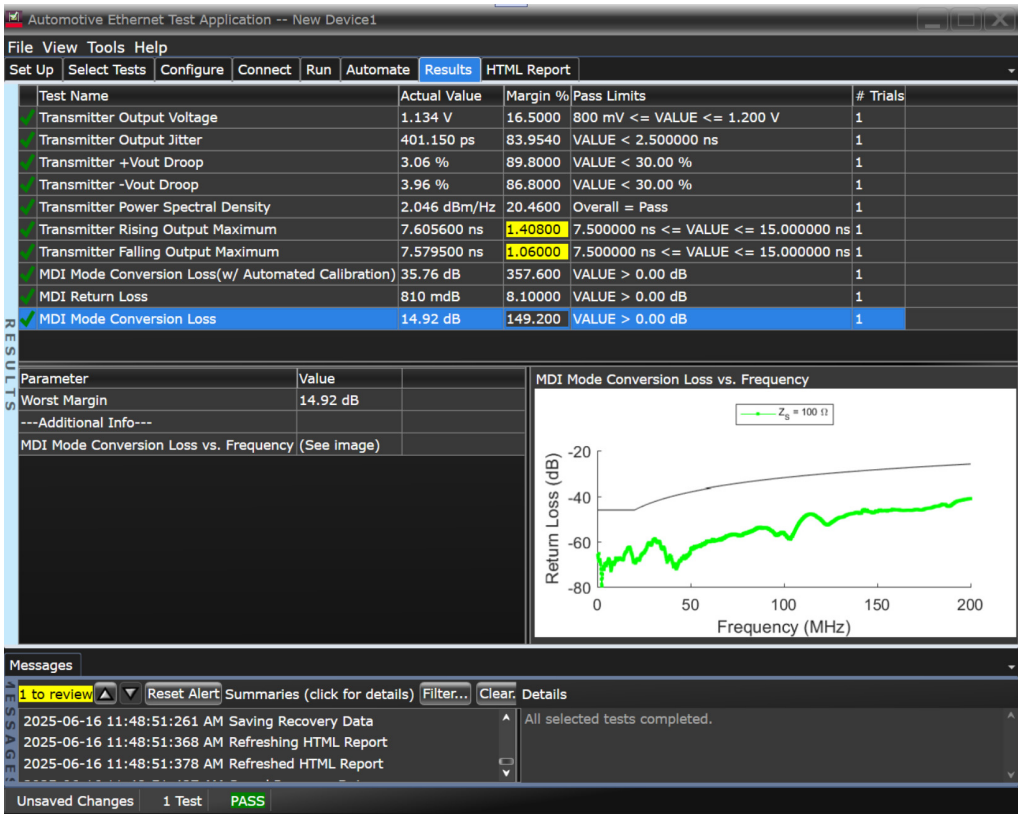 Automotive Ethernet Test Application -- New Device1
File View Tools Help
Set Up Select Tests Configure Connect Run Automate Results HTML Report
Test Name Actual Value Margin % Pass Limits # Trials
Transmitter Output Voltage 1.134 V 16.5000 800 mV <= VALUE <= 1.200 V 1
Transmitter Output Jitter 401.150 ps 83.9540 VALUE < 2.500000 ns 1
Transmitter +Vout Droop 3.06 % 89.8000 VALUE < 30.00 % 1
Transmitter -Vout Droop 3.96 % 86.8000 VALUE < 30.00 % 1
Transmitter Power Spectral Density 2.046 dBm/Hz 20.4600 Overall = Pass 1
Transmitter Rising Output Maximum 7.605600 ns 1.40800 7.500000 ns <= VALUE <= 15.000000 ns 1
Transmitter Falling Output Maximum 7.579500 ns 1.06000 7.500000 ns <= VALUE <= 15.000000 ns 1
MDI Mode Conversion Loss(w/ Automated Calibration) 35.76 dB 357.600 VALUE > 0.00 dB 1
MDI Return Loss 810 mdB 8.10000 VALUE > 0.00 dB 1
MDI Mode Conversion Loss 14.92 dB 149.200 VALUE > 0.00 dB 1
RESULTS
Parameter Value
Worst Margin 14.92 dB
---Additional Info---
MDI Mode Conversion Loss vs. Frequency (See image)
MDI Mode Conversion Loss vs. Frequency
Z_S = 100 Ω
Return Loss (dB)
-20
-40
-60
-80
0 50 100 150 200
Frequency (MHz)
Messages
MESSAGES
1 to review Reset Alert Summaries (click for details) Filter... Clear. Details
2025-06-16 11:48:51:261 AM Saving Recovery Data
2025-06-16 11:48:51:368 AM Refreshing HTML Report
2025-06-16 11:48:51:378 AM Refreshed HTML Report
All selected tests completed.
Unsaved Changes 1 Test PASS